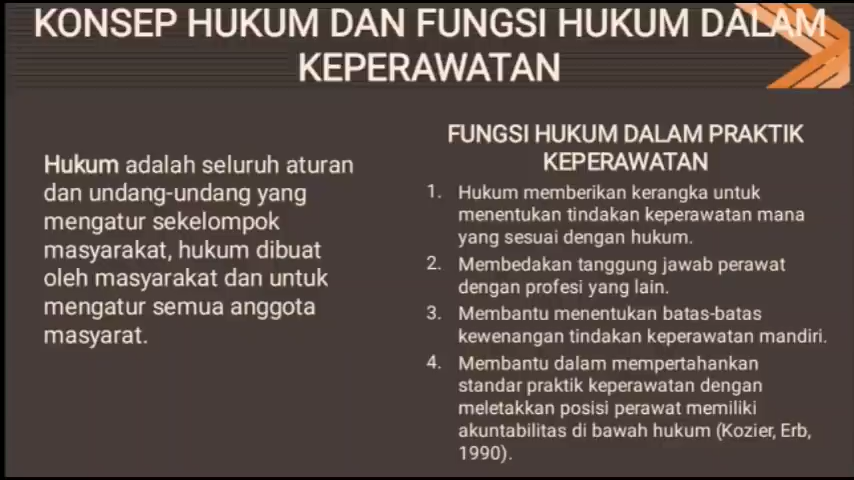 KONSEP HUKUM DAN FUNGSI HUKUM DALAM
KEPERAWATAN
Hukum adalah seluruh aturan
dan undang-undang yang
mengatur sekelompok
masyarakat, hukum dibuat
oleh masyarakat dan untuk
mengatur semua anggota
masyarat.
FUNGSI HUKUM DALAM PRAKTIK
KEPERAWATAN
1. Hukum memberikan kerangka untuk
menentukan tindakan keperawatan mana
yang sesuai dengan hukum.
2. Membedakan tanggung jawab perawat
dengan profesi yang lain.
3. Membantu menentukan batas-batas
kewenangan tindakan keperawatan mandiri.
4. Membantu dalam mempertahankan
standar praktik keperawatan dengan
meletakkan posisi perawat memiliki
akuntabilitas di bawah hukum (Kozier, Erb,
1990).